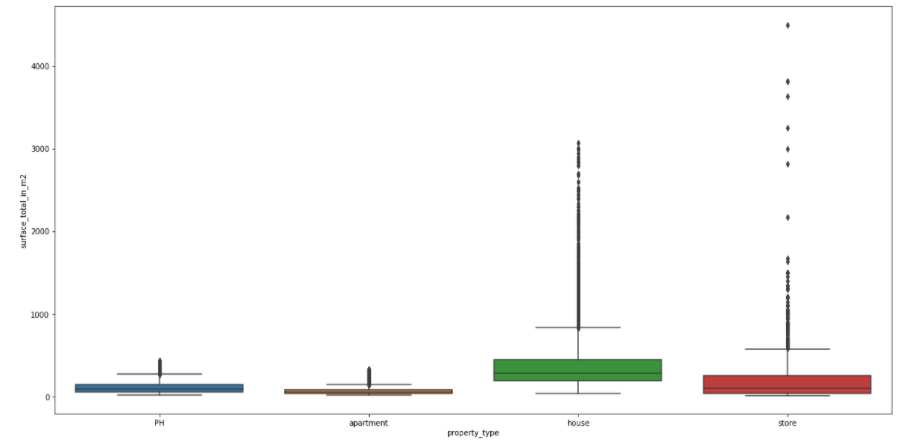 4000
3000
2000
1000
0
surface_total_in_m2
PH apartment house store
property_type